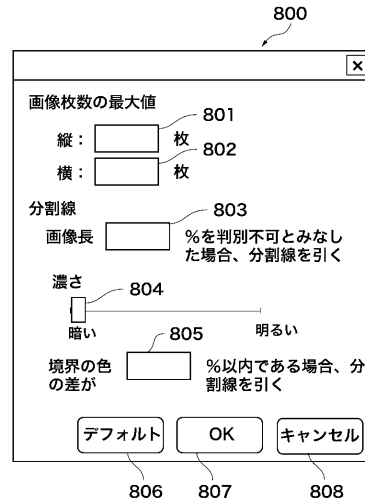 800
×
画像枚数の最大値
801
縦： 枚
802
横： 枚
分割線
803
画像長 %を判別不可とみなし
た場合、分割線を引く
濃さ
804
暗い 明るい
805
境界の色 %以内である場合、分
の差が 割線を引く
デフォルト OK キャンセル
806 807 808